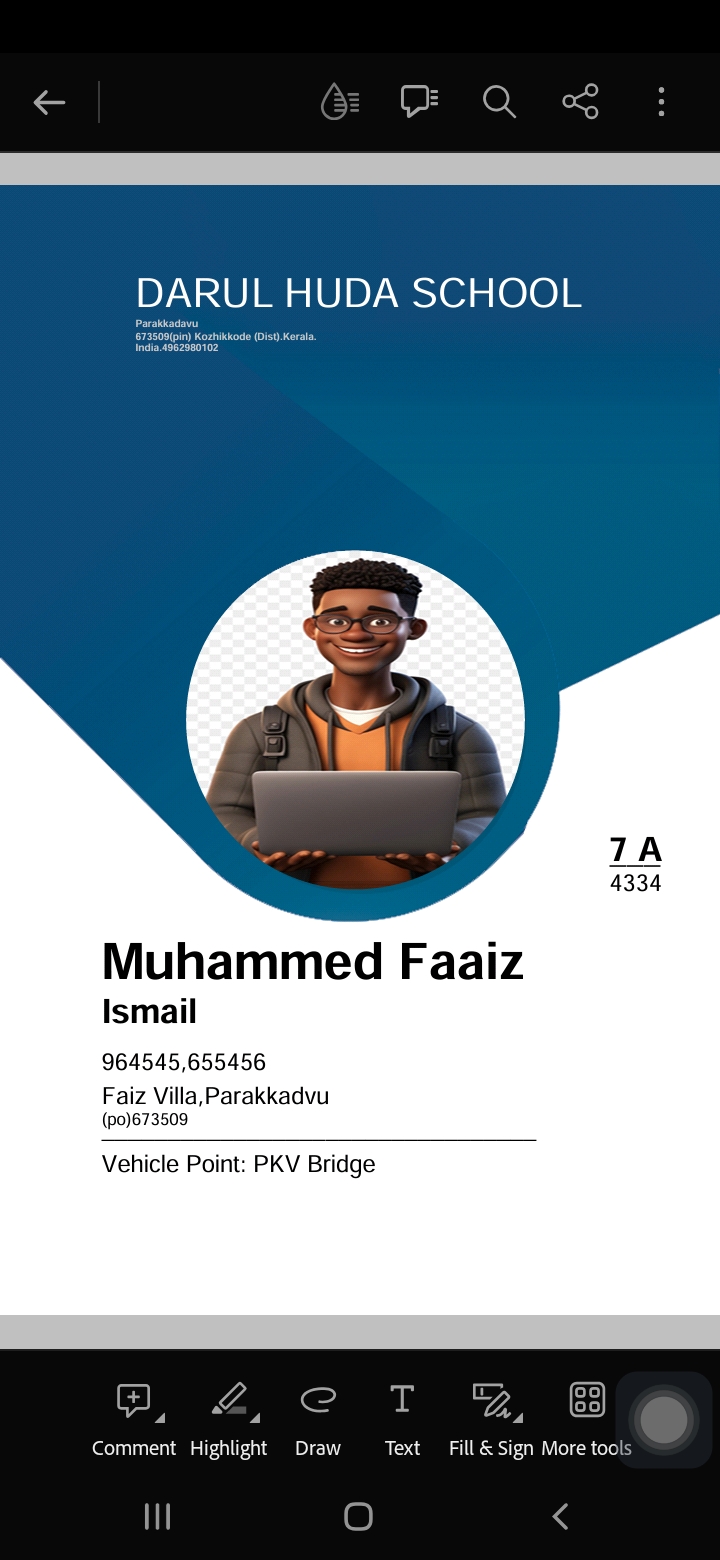 DARUL HUDA SCHOOL
Parakkadavu
673509(pin) Kozhikkode (Dist).Kerala.
India.4962980102
7 A
4334
Muhammed Faaiz
Ismail
964545,655456
Faiz Villa,Parakkadvu
(po)673509
Vehicle Point: PKV Bridge
Comment Highlight Draw Text Fill & Sign More tools